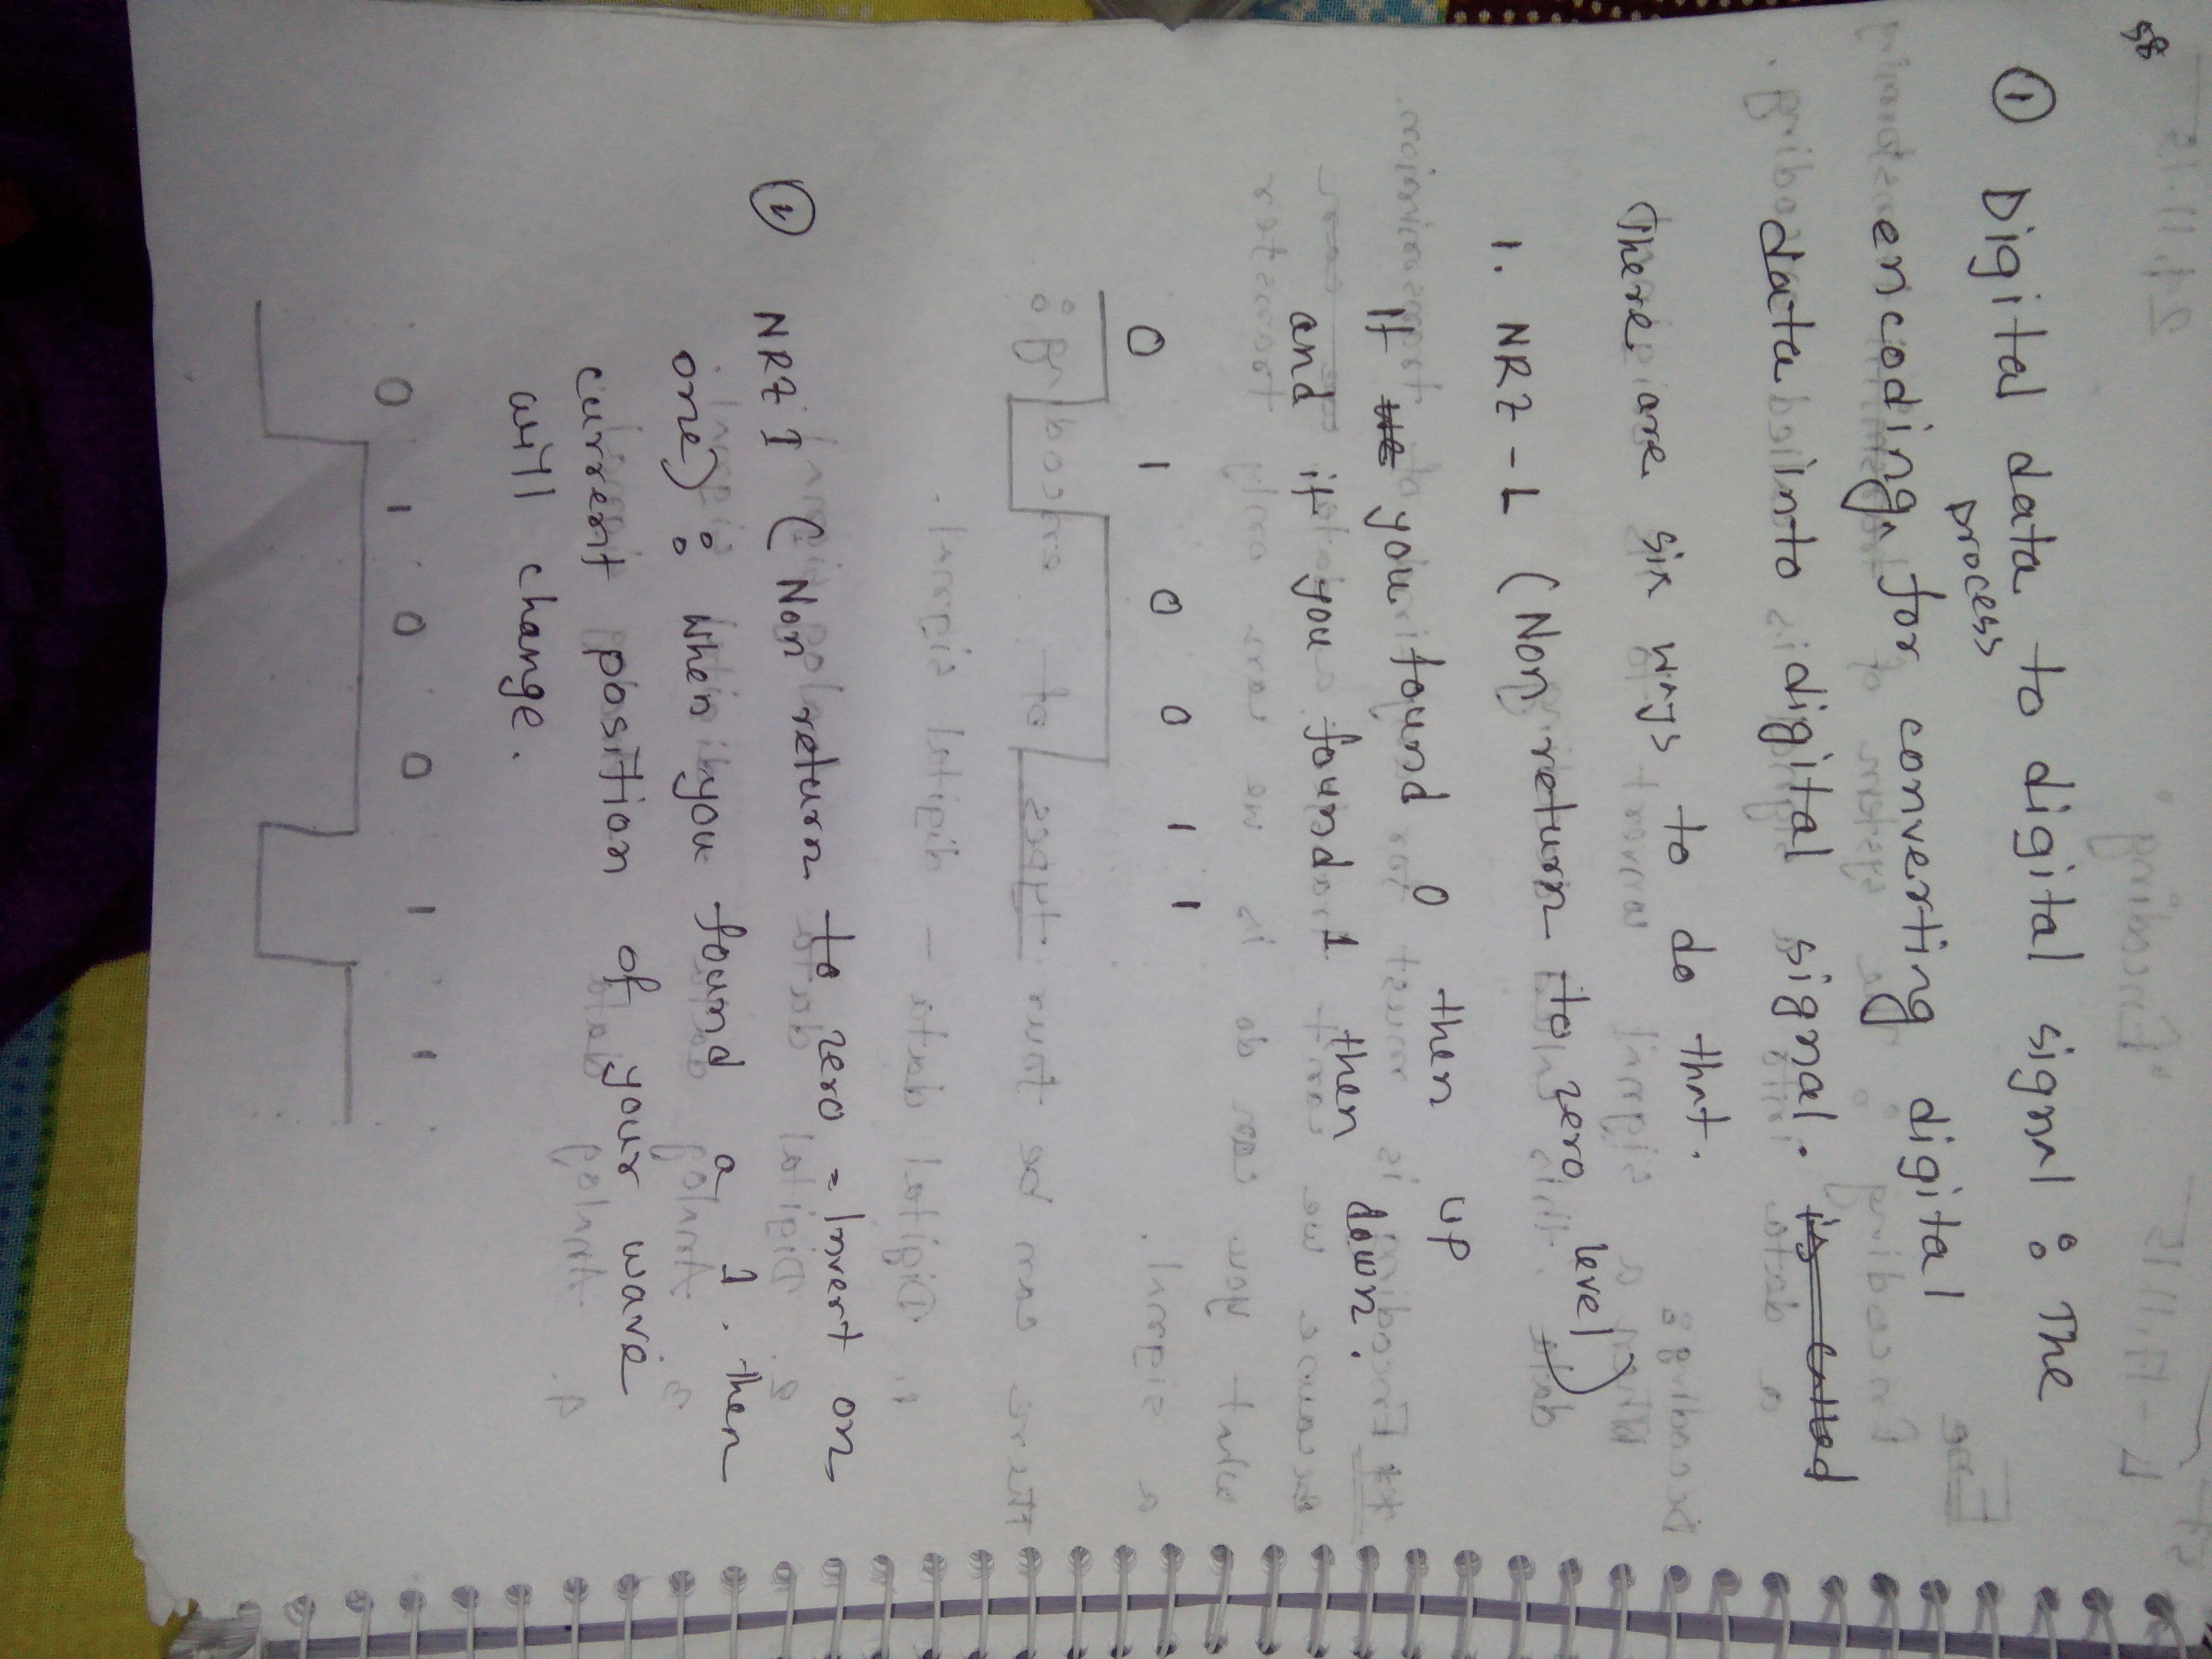 58
① Digital data to digital signal : The
process
encoding^ for converting digital
data into digital signal. is called
There are six ways to do that.
1. NRZ - L (Non return to zero level)
If we you found 0 then up
and if you found 1 then down.
0 1 0 0 1 1
② NRZ I (Non return to zero - Invert on
one) : When you found a 1. then
current position of your wave
will change.
0 1 0 0 1 1